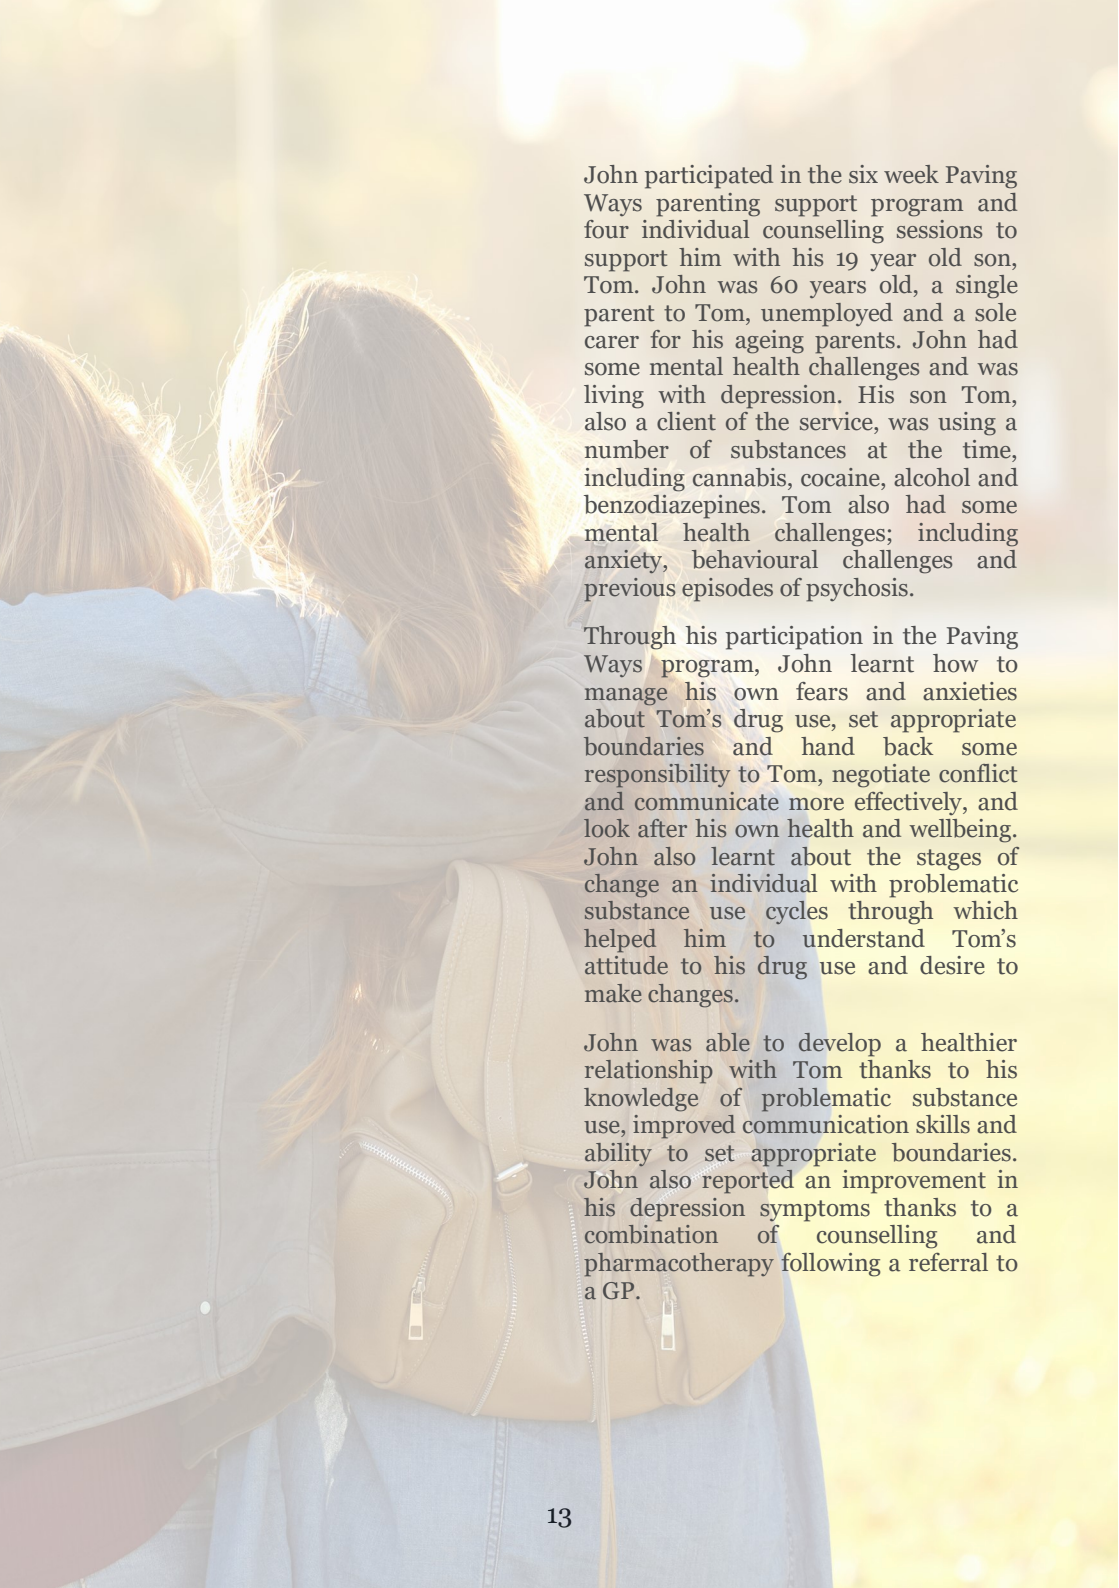 John participated in the six week Paving
Ways parenting support program and
four individual counselling sessions to
support him with his 19 year old son,
Tom. John was 60 years old, a single
parent to Tom, unemployed and a sole
carer for his ageing parents. John had
some mental health challenges and was
living with depression. His son Tom,
also a client of the service, was using a
number of substances at the time,
including cannabis, cocaine, alcohol and
benzodiazepines. Tom also had some
mental health challenges; including
anxiety, behavioural challenges and
previous episodes of psychosis.
Through his participation in the Paving
Ways program, John learnt how to
manage his own fears and anxieties
about Tom’s drug use, set appropriate
boundaries and hand back some
responsibility to Tom, negotiate conflict
and communicate more effectively, and
look after his own health and wellbeing.
John also learnt about the stages of
change an individual with problematic
substance use cycles through which
helped him to understand Tom’s
attitude to his drug use and desire to
make changes.
John was able to develop a healthier
relationship with Tom thanks to his
knowledge of problematic substance
use, improved communication skills and
ability to set appropriate boundaries.
John also reported an improvement in
his depression symptoms thanks to a
combination of counselling and
pharmacotherapy following a referral to
a GP.
13